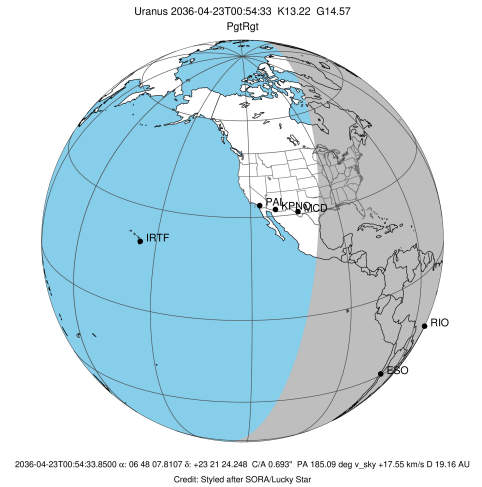 Uranus 2036-04-23T00:54:33 K13.22 G14.57
PgtRgt
PAL
KPNO
MCD
IRTF
RIO
ESO
2036-04-23T00:54:33.8500 α: 06 48 07.8107 δ: +23 21 24.248 C/A 0.693" PA 185.09 deg v_sky +17.55 km/s D 19.16 AU
Credit: Styled after SORA/Lucky Star